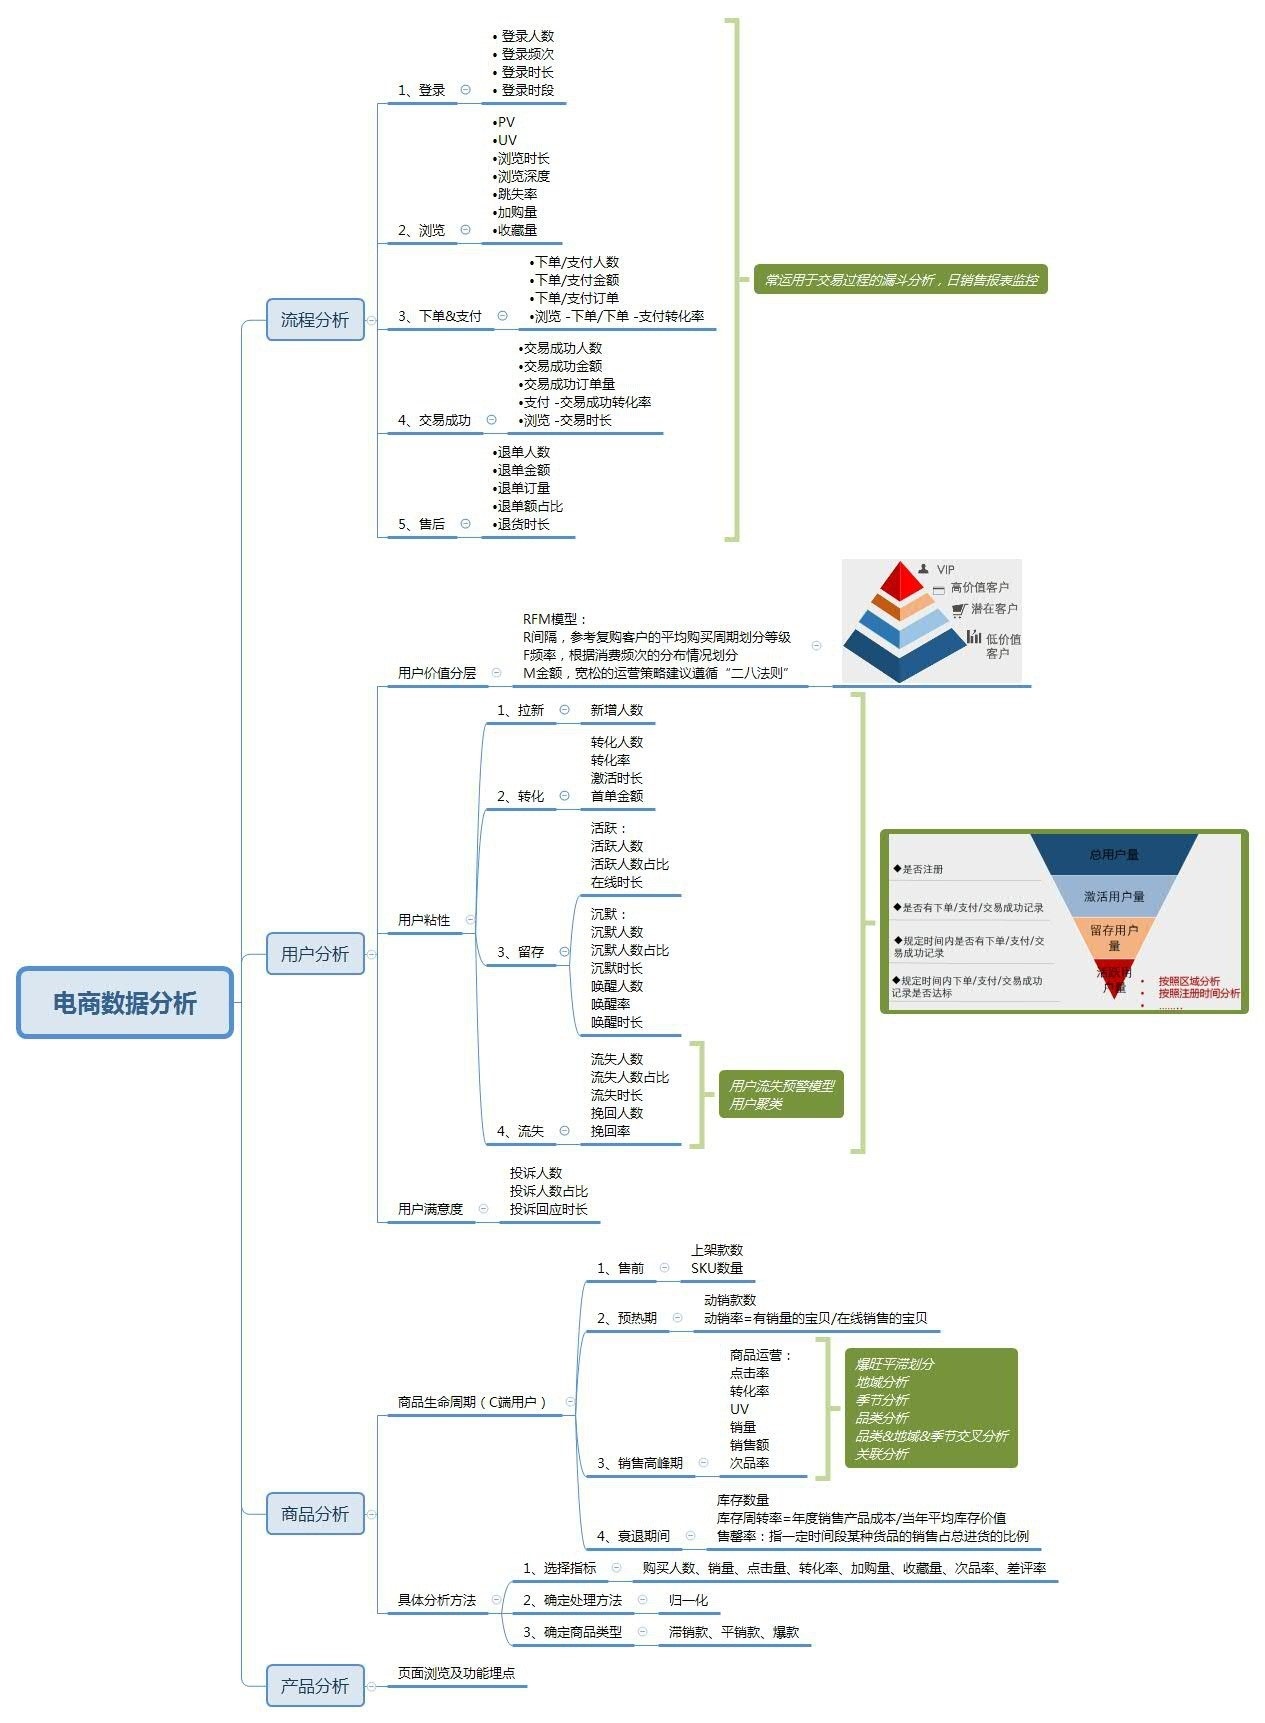 电商数据分析
流程分析
1、登录
• 登录人数
• 登录频次
• 登录时长
• 登录时段
2、浏览
•PV
•UV
•浏览时长
•浏览深度
•跳失率
•加购量
•收藏量
3、下单&支付
•下单/支付人数
•下单/支付金额
•下单/支付订单
•浏览 -下单/下单 -支付转化率
4、交易成功
•交易成功人数
•交易成功金额
•交易成功订单量
•支付 -交易成功转化率
•浏览 -交易时长
5、售后
•退单人数
•退单金额
•退单订量
•退单额占比
•退货时长
常运用于交易过程的漏斗分析，日销售报表监控
用户分析
用户价值分层
RFM模型：
R间隔，参考复购客户的平均购买周期划分等级
F频率，根据消费频次的分布情况划分
M金额，宽松的运营策略建议遵循“二八法则”
VIP
高价值客户
潜在客户
低价值
客户
用户粘性
1、拉新
新增人数
2、转化
转化人数
转化率
激活时长
首单金额
3、留存
活跃：
活跃人数
活跃人数占比
在线时长
沉默：
沉默人数
沉默人数占比
沉默时长
唤醒人数
唤醒率
唤醒时长
4、流失
流失人数
流失人数占比
流失时长
挽回人数
挽回率
用户流失预警模型
用户聚类
◆是否注册
◆是否有下单/支付/交易成功记录
◆规定时间内是否有下单/支付/交
易成功记录
◆规定时间内下单/支付/交易成功
记录是否达标
总用户量
激活用户量
留存用户
量
活跃用
户量
• 按照区域分析
• 按照注册时间分析
• ........
用户满意度
投诉人数
投诉人数占比
投诉回应时长
商品分析
商品生命周期（C端用户）
1、售前
上架款数
SKU数量
2、预热期
动销款数
动销率=有销量的宝贝/在线销售的宝贝
3、销售高峰期
商品运营：
点击率
转化率
UV
销量
销售额
次品率
爆旺平滞划分
地域分析
季节分析
品类分析
品类&地域&季节交叉分析
关联分析
4、衰退期间
库存数量
库存周转率=年度销售产品成本/当年平均库存价值
售罄率：指一定时间段某种货品的销售占总进货的比例
具体分析方法
1、选择指标
购买人数、销量、点击量、转化率、加购量、收藏量、次品率、差评率
2、确定处理方法
归一化
3、确定商品类型
滞销款、平销款、爆款
产品分析
页面浏览及功能埋点